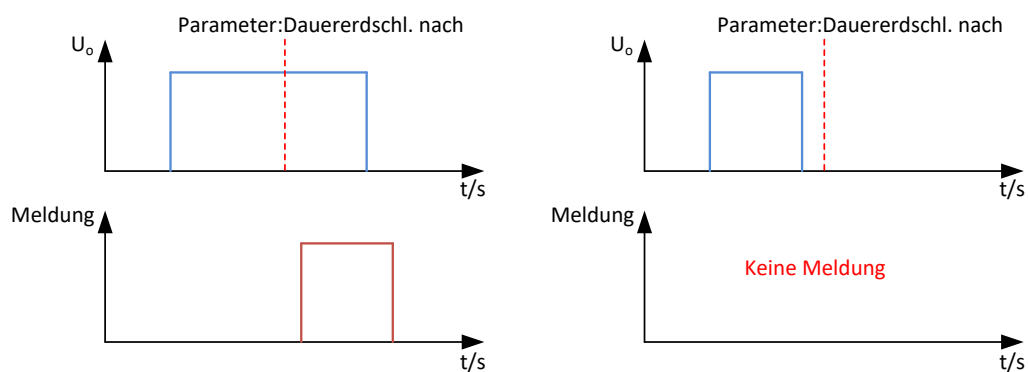 Parameter:Dauererdschl. nach
Uo
t/s
Meldung
t/s
Parameter:Dauererdschl. nach
Uo
t/s
Meldung
Keine Meldung
t/s